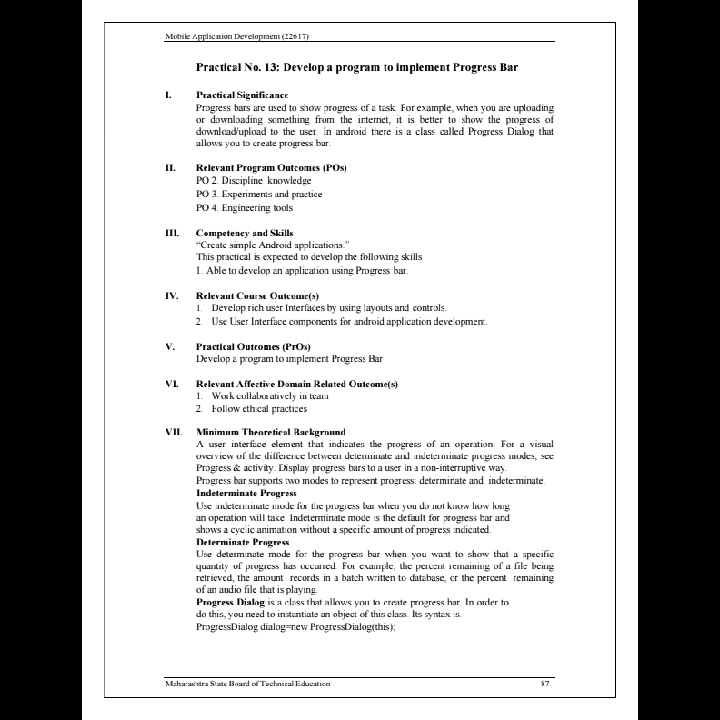 Mobile Application Development (22617)
Practical No. 13: Develop a program to implement Progress Bar
I. Practical Significance
Progress bars are used to show progress of a task. For example, when you are uploading
or downloading something from the internet, it is better to show the progress of
download/upload to the user. In android there is a class called Progress Dialog that
allows you to create progress bar.
II. Relevant Program Outcomes (POs)
PO 2. Discipline knowledge
PO 3. Experiments and practice
PO 4. Engineering tools
III. Competency and Skills
“Create simple Android applications.”
This practical is expected to develop the following skills
1. Able to develop an application using Progress bar.
IV. Relevant Course Outcome(s)
1. Develop rich user Interfaces by using layouts and controls.
2. Use User Interface components for android application development.
V. Practical Outcomes (PrOs)
Develop a program to implement Progress Bar
VI. Relevant Affective Domain Related Outcome(s)
1. Work collaboratively in team
2. Follow ethical practices
VII. Minimum Theoretical Background
A user interface element that indicates the progress of an operation. For a visual
overview of the difference between determinate and indeterminate progress modes, see
Progress & activity. Display progress bars to a user in a non-interruptive way.
Progress bar supports two modes to represent progress: determinate and indeterminate.
Indeterminate Progress
Use indeterminate mode for the progress bar when you do not know how long
an operation will take. Indeterminate mode is the default for progress bar and
shows a cyclic animation without a specific amount of progress indicated.
Determinate Progress
Use determinate mode for the progress bar when you want to show that a specific
quantity of progress has occurred. For example, the percent remaining of a file being
retrieved, the amount records in a batch written to database, or the percent remaining
of an audio file that is playing.
Progress Dialog is a class that allows you to create progress bar. In order to
do this, you need to instantiate an object of this class. Its syntax is.
ProgressDialog dialog=new ProgressDialog(this);
Maharashtra State Board of Technical Education 87